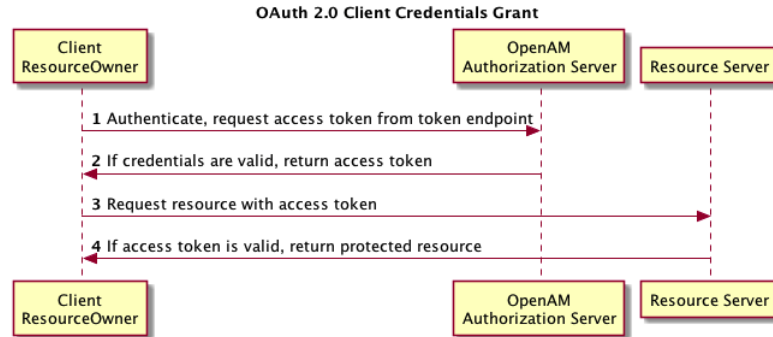 OAuth 2.0 Client Credentials Grant
Client
ResourceOwner
OpenAM
Authorization Server
Resource Server
1 Authenticate, request access token from token endpoint
2 If credentials are valid, return access token
3 Request resource with access token
4 If access token is valid, return protected resource
Client
ResourceOwner
OpenAM
Authorization Server
Resource Server